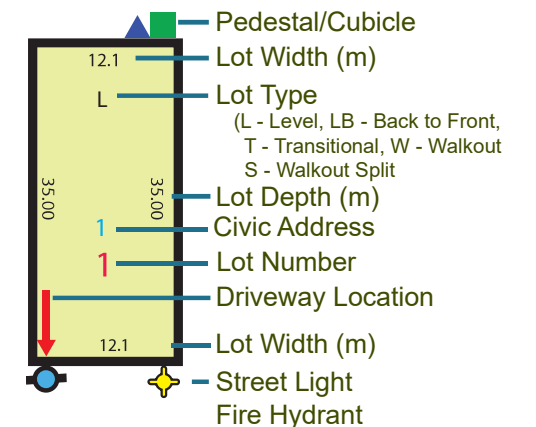 Pedestal/Cubicle
12.1
Lot Width (m)
L
Lot Type
(L - Level, LB - Back to Front,
T - Transitional, W - Walkout
S - Walkout Split
35.00
35.00
Lot Depth (m)
1
Civic Address
1
Lot Number
Driveway Location
12.1
Lot Width (m)
Street Light
Fire Hydrant